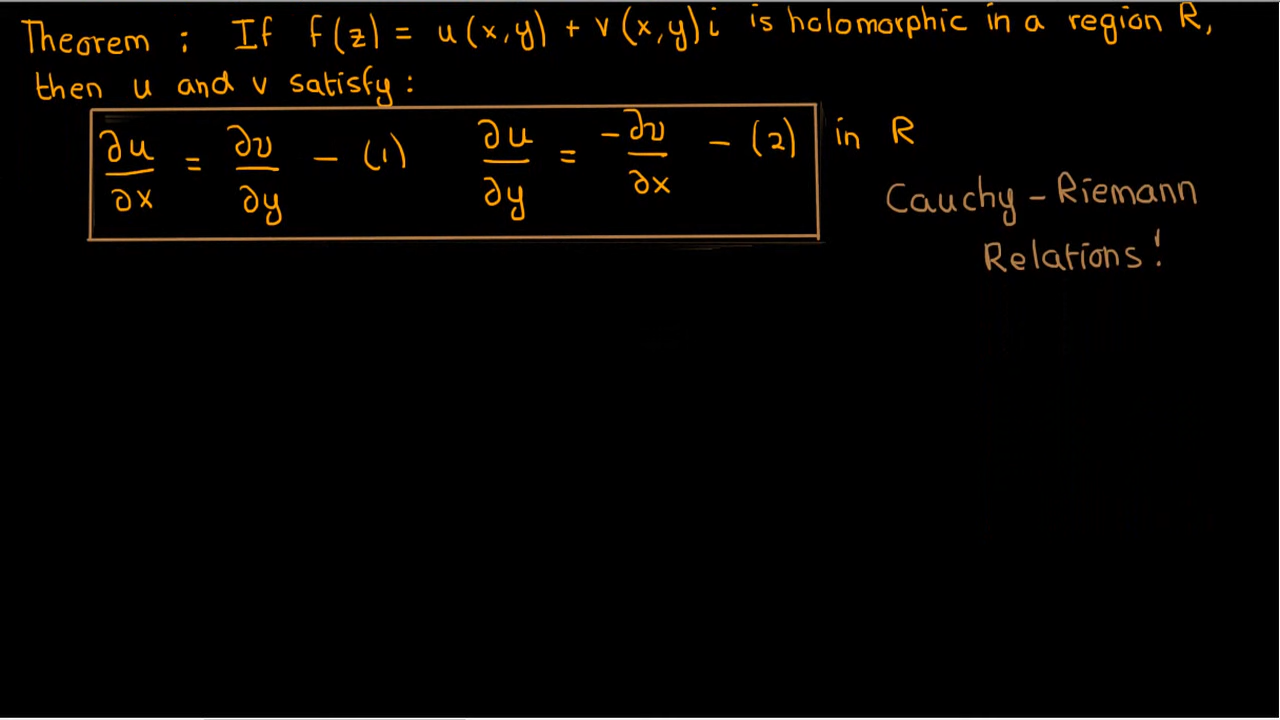 Theorem : If f(z) = u(x,y) + v(x,y)i is holomorphic in a region R,
then u and v satisfy :
∂u/∂x = ∂v/∂y - (1) ∂u/∂y = -∂v/∂x - (2) in R
Cauchy - Riemann
Relations !